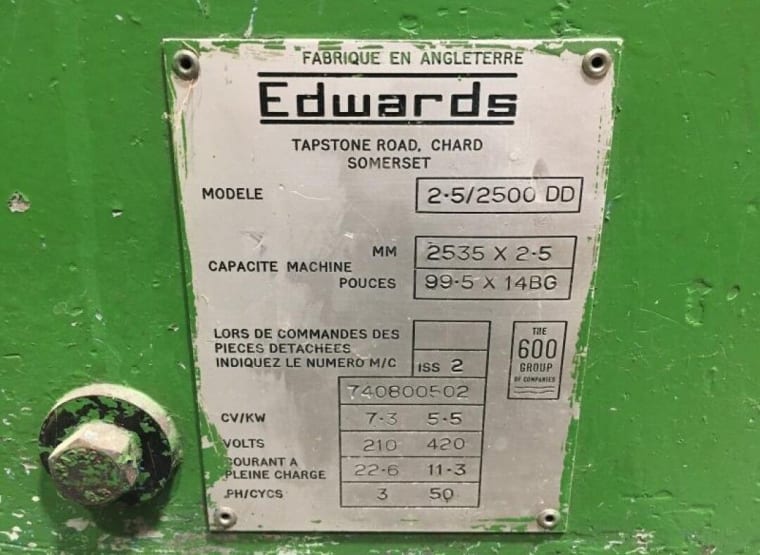 FABRIQUE EN ANGLETERRE
Edwards
TAPSTONE ROAD, CHARD
SOMERSET
MODELE 2·5/2500 DD
CAPACITE MACHINE
MM 2535 X 2·5
POUCES 99·5 X 14BG
LORS DE COMMANDES DES
PIECES DETACHEES
INDIQUEZ LE NUMERO M/C ISS 2
740800502
THE
600
GROUP
OF COMPANIES
CV/KW 7·3 5·5
VOLTS 210 420
COURANT A
PLEINE CHARGE 22·6 11·3
PH/CYCS 3 50